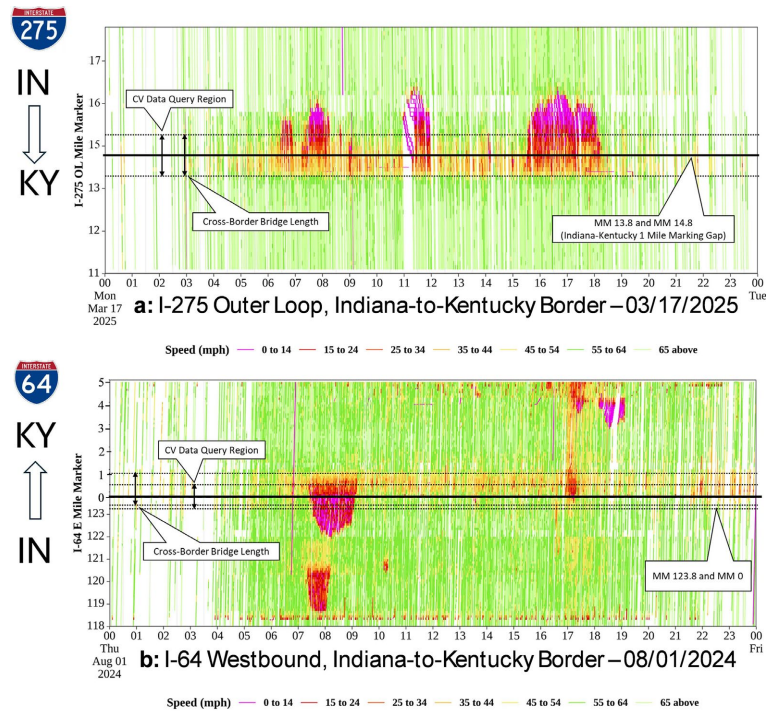 INTERSTATE
275
IN
KY
I-275 OL Mile Marker
17
16
15
13
12
11
CV Data Query Region
Cross-Border Bridge Length
MM 13.8 and MM 14.8
(Indiana-Kentucky 1 Mile Marking Gap)
00 01 02 03 04 05 06 07 08 09 10 11 12 13 14 15 16 17 18 19 20 21 22 23 00
Mon Tue
Mar 17
2025
a: I-275 Outer Loop, Indiana-to-Kentucky Border – 03/17/2025
Speed (mph) 0 to 14 15 to 24 25 to 34 35 to 44 45 to 54 55 to 64 65 above
INTERSTATE
64
KY
IN
I-64 E Mile Marker
5
4
3
2
1
0
123
122
121
120
119
118
CV Data Query Region
Cross-Border Bridge Length
MM 123.8 and MM 0
00 01 02 03 04 05 06 07 08 09 10 11 12 13 14 15 16 17 18 19 20 21 22 23 00
Thu Fri
Aug 01
2024
b: I-64 Westbound, Indiana-to-Kentucky Border – 08/01/2024
Speed (mph) 0 to 14 15 to 24 25 to 34 35 to 44 45 to 54 55 to 64 65 above